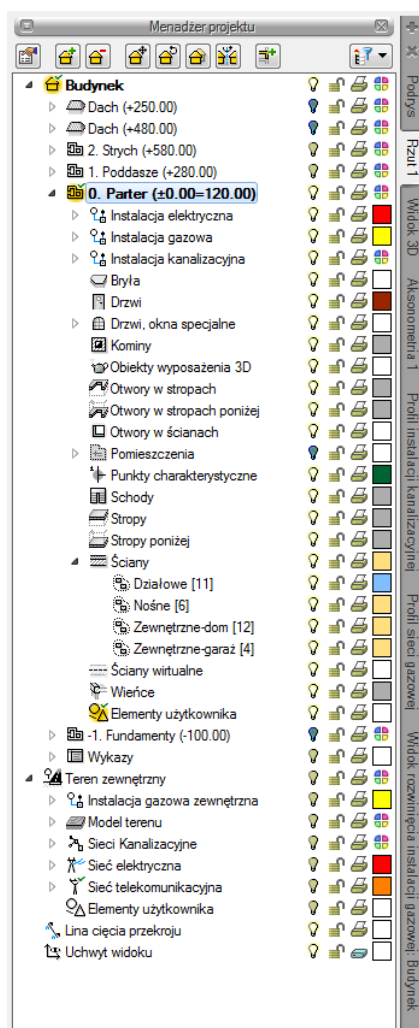 Menadżer projektu
Budynek
Dach (+250.00)
Dach (+480.00)
2. Strych (+580.00)
1. Poddasze (+280.00)
0. Parter (±0.00=120.00)
Instalacja elektryczna
Instalacja gazowa
Instalacja kanalizacyjna
Bryła
Drzwi
Drzwi, okna specjalne
Kominy
Obiekty wyposażenia 3D
Otwory w stropach
Otwory w stropach poniżej
Otwory w ścianach
Pomieszczenia
Punkty charakterystyczne
Schody
Stropy
Stropy poniżej
Ściany
Działowe [11]
Nośne [6]
Zewnętrzne-dom [12]
Zewnętrzne-garaż [4]
Ściany wirtualne
Wieńce
Elementy użytkownika
-1. Fundamenty (-100.00)
Wykazy
Teren zewnętrzny
Instalacja gazowa zewnętrzna
Model terenu
Sieci Kanalizacyjne
Sieć elektryczna
Sieć telekomunikacyjna
Elementy użytkownika
Lina cięcia przekroju
Uchwyt widoku
Podrys
Rzut 1
Widok 3D
Aksonometria 1
Profil instalacji kanalizacyjnej
Profil sieci gazowej
Widok rozwinięcia instalacji gazowej: Budynek